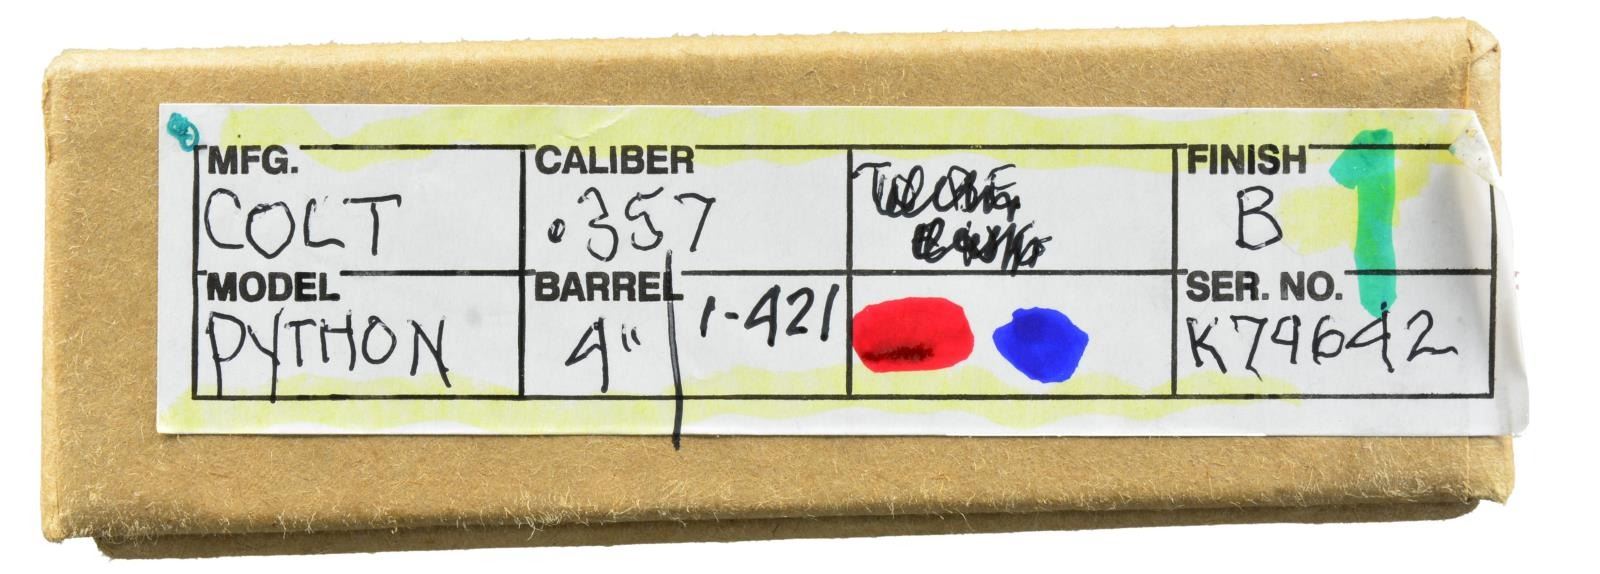 MFG. CALIBER FINISH
COLT .357 B 1
MODEL BARREL SER. NO.
PYTHON 4" 1-421 K74642